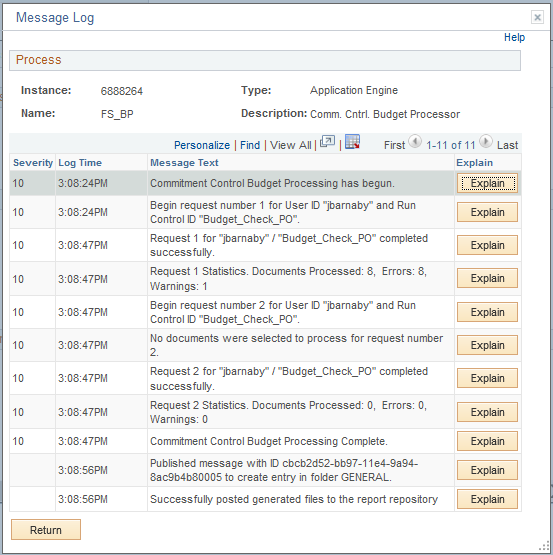 Message Log
Help
Process
Instance: 6888264 Type: Application Engine
Name: FS_BP Description: Comm. Cntrl. Budget Processor
Personalize | Find | View All | | First 1-11 of 11 Last
Severity Log Time Message Text Explain
10 3:08:24PM Commitment Control Budget Processing has begun. Explain
10 3:08:24PM Begin request number 1 for User ID "jbarnaby" and Run
Control ID "Budget_Check_PO". Explain
10 3:08:47PM Request 1 for "jbarnaby" / "Budget_Check_PO" completed
successfully. Explain
10 3:08:47PM Request 1 Statistics. Documents Processed: 8, Errors: 8,
Warnings: 1 Explain
10 3:08:47PM Begin request number 2 for User ID "jbarnaby" and Run
Control ID "Budget_Check_PO". Explain
10 3:08:47PM No documents were selected to process for request number
2. Explain
10 3:08:47PM Request 2 for "jbarnaby" / "Budget_Check_PO" completed
successfully. Explain
10 3:08:47PM Request 2 Statistics. Documents Processed: 0, Errors: 0,
Warnings: 0 Explain
10 3:08:47PM Commitment Control Budget Processing Complete. Explain
3:08:56PM Published message with ID cbcb2d52-bb97-11e4-9a94-
8ac9b4b80005 to create entry in folder GENERAL. Explain
3:08:56PM Successfully posted generated files to the report repository Explain
Return